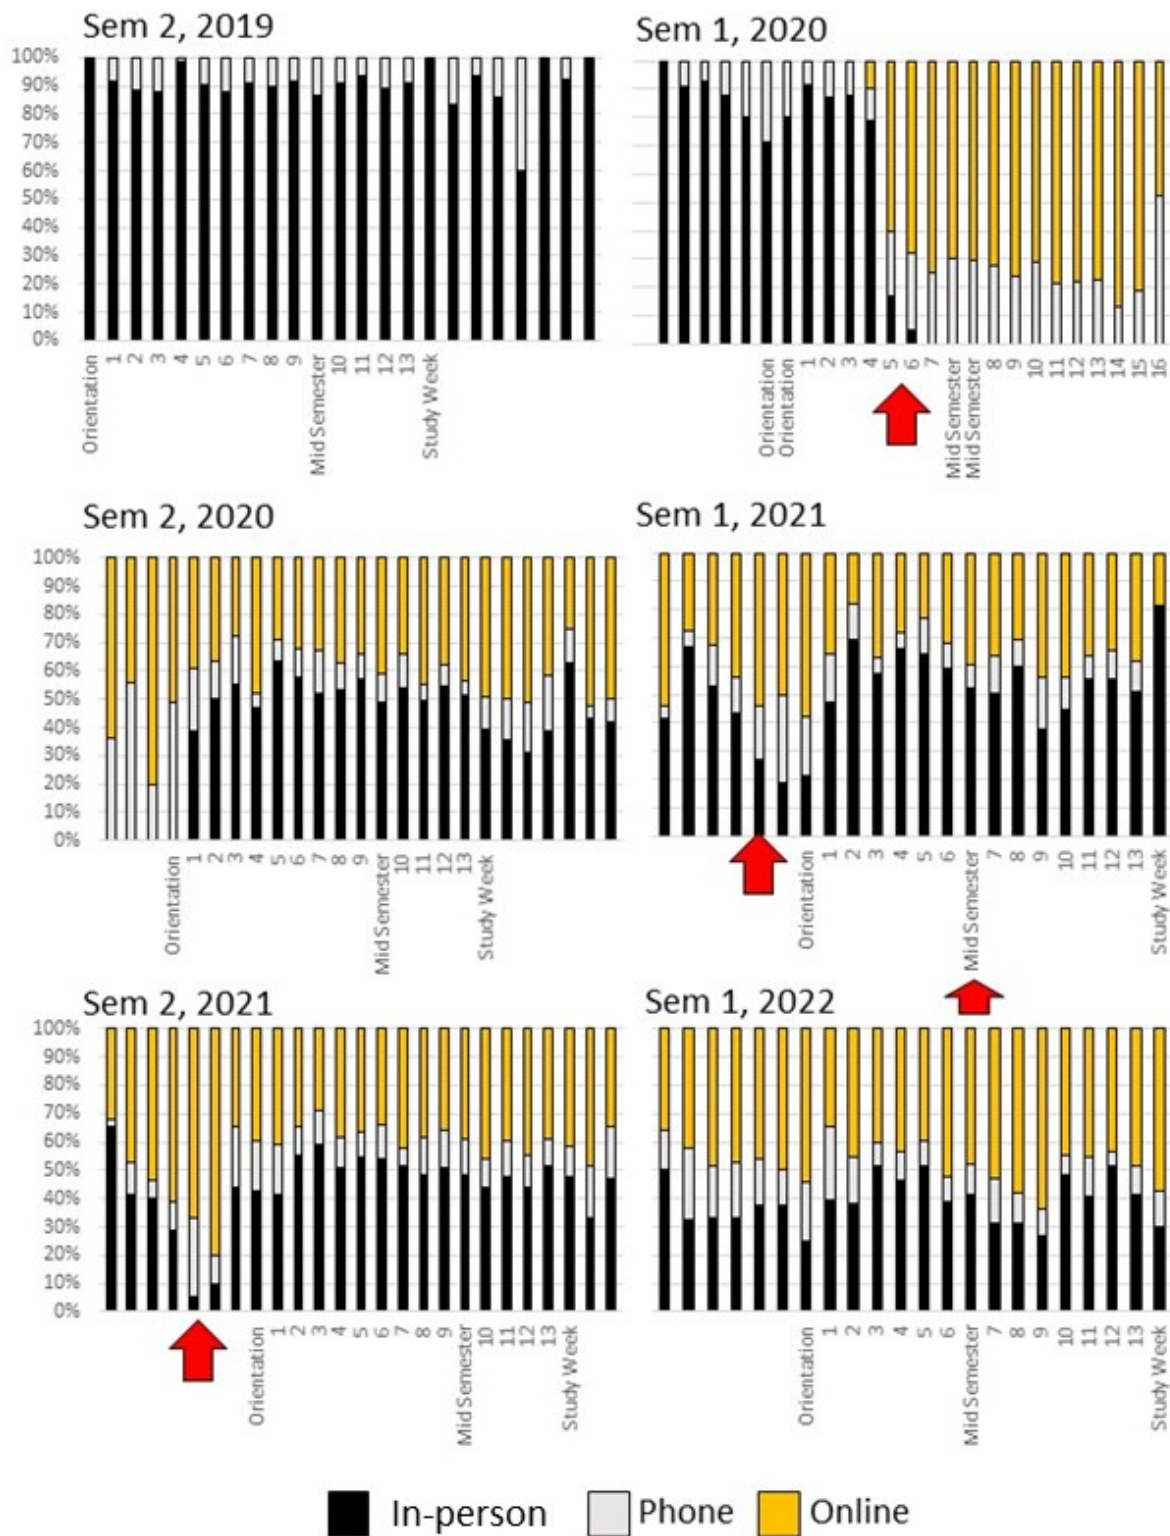 Sem 2, 2019
100%
90%
80%
70%
60%
50%
40%
30%
20%
10%
0%
Orientation 1 2 3 4 5 6 7 8 9 Mid Semester 10 11 12 13 Study Week
Sem 1, 2020
Orientation Orientation 1 2 3 4 5 6 7 Mid Semester Mid Semester 8 9 10 11 12 13 14 15 16
Sem 2, 2020
100%
90%
80%
70%
60%
50%
40%
30%
20%
10%
0%
Orientation 1 2 3 4 5 6 7 8 9 Mid Semester 10 11 12 13 Study Week
Sem 1, 2021
Orientation 1 2 3 4 5 6 Mid Semester 7 8 9 10 11 12 13 Study Week
Sem 2, 2021
100%
90%
80%
70%
60%
50%
40%
30%
20%
10%
0%
Orientation 1 2 3 4 5 6 7 8 9 Mid Semester 10 11 12 13 Study Week
Sem 1, 2022
Orientation 1 2 3 4 5 6 Mid Semester 7 8 9 10 11 12 13 Study Week
In-person Phone Online